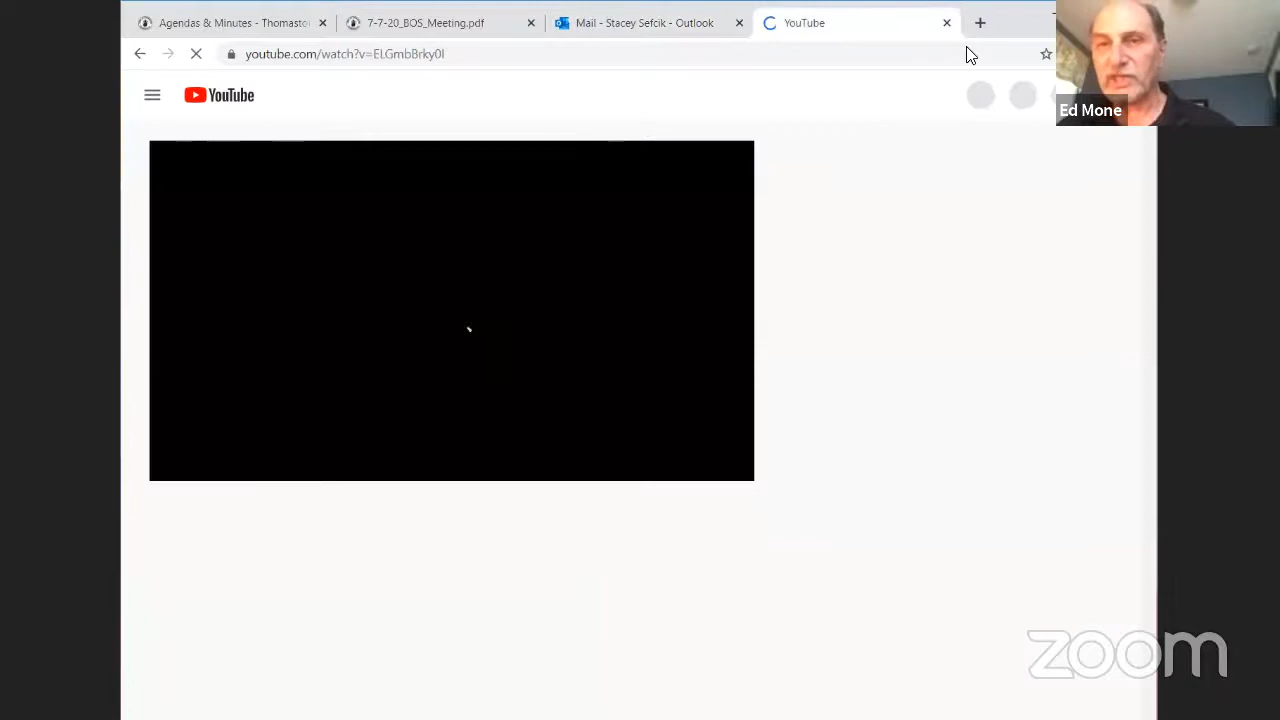 Agendas & Minutes - Thomasto
7-7-20_BOS_Meeting.pdf
Mail - Stacey Sefcik - Outlook
YouTube
youtube.com/watch?v=ELGmbBrky0I
YouTube
Ed Mone
zoom